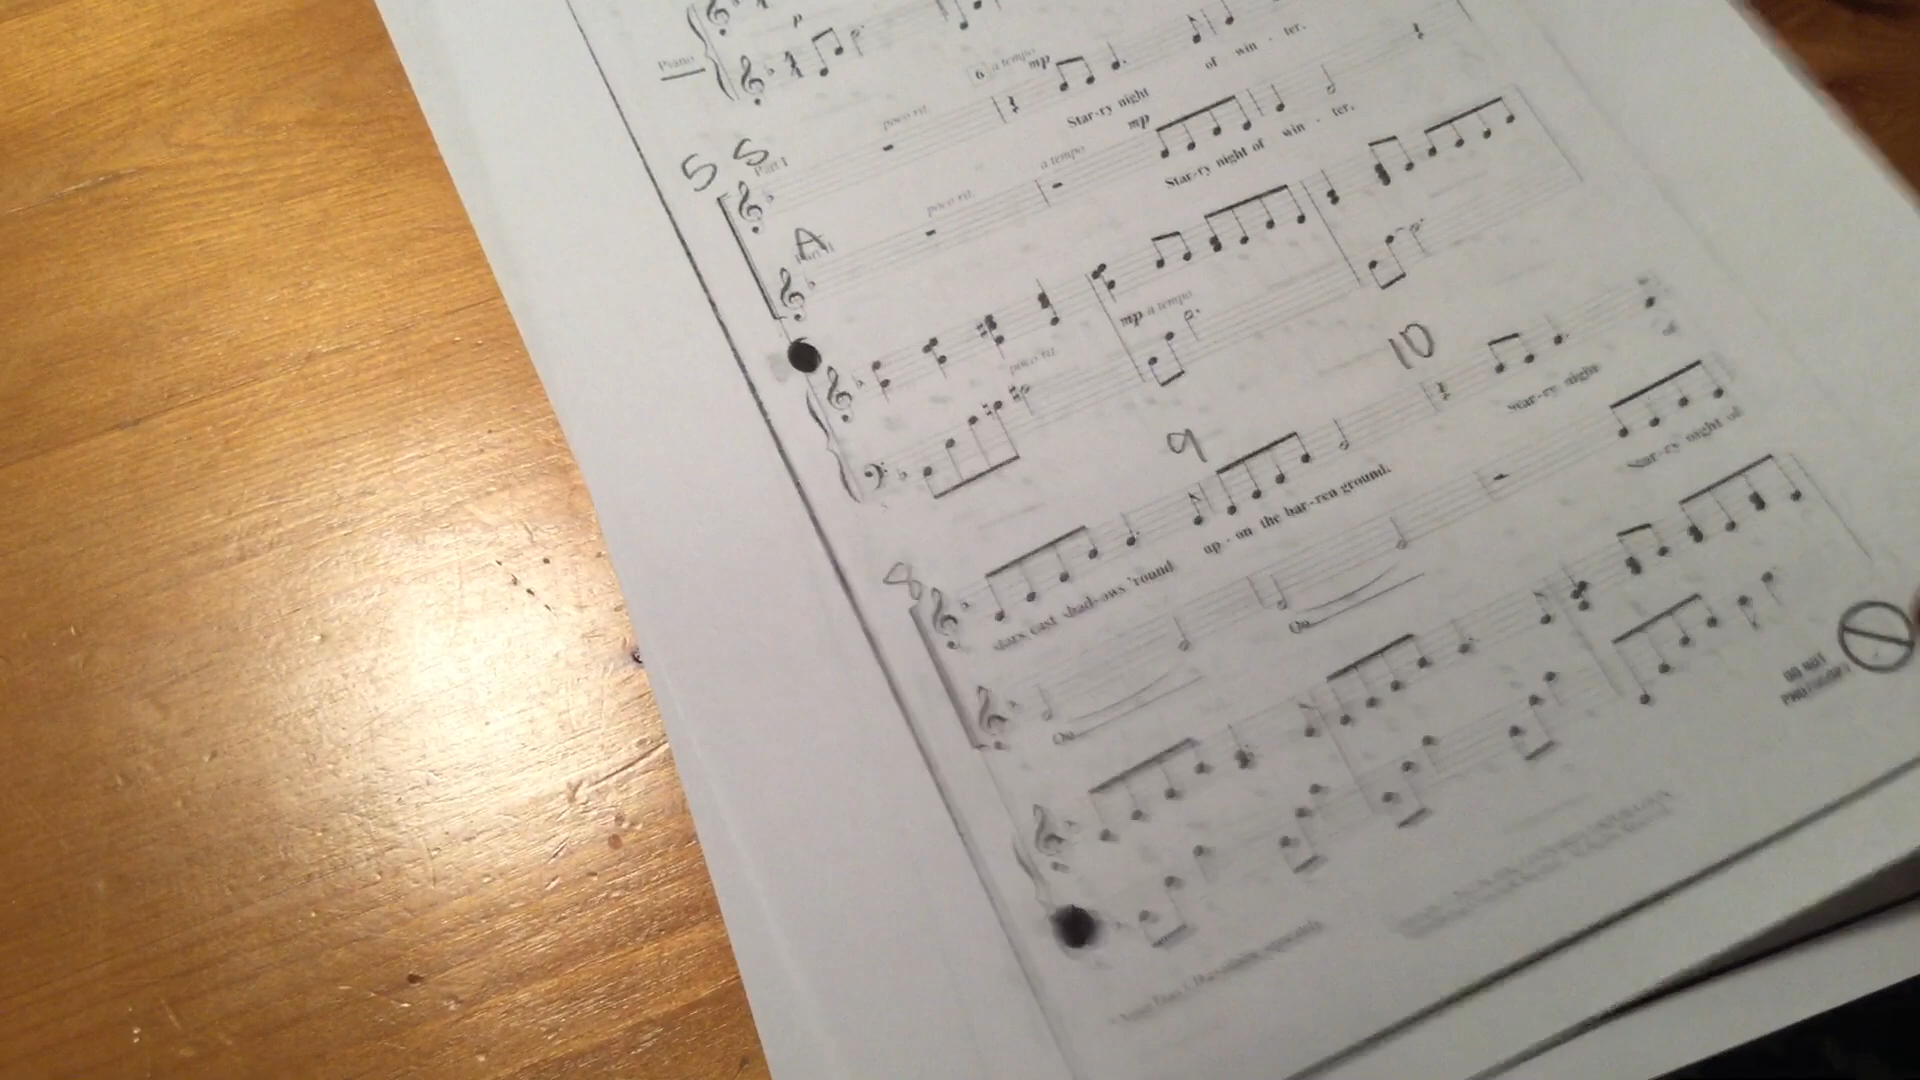 Piano
6 a tempo mp
poco rit.
Star-ry night
of win - ter.
5 S
Part I
a tempo
mp
poco rit.
Star-ry night of win - ter.
A
poco rit.
mp a tempo
10
9
Star-ry night
8
stars cast shad-ows 'round
up - on the bar-ren ground.
Star-ry night of
Oo
Oo
DO NOT
PHOTOCOPY